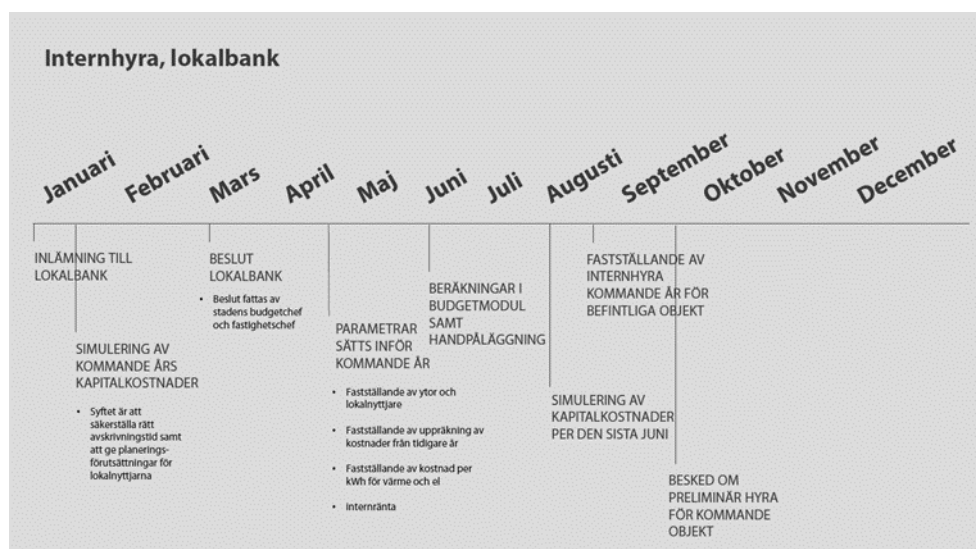 Internhyra, lokalbank
Januari
Februari
Mars
April
Maj
Juni
Juli
Augusti
September
Oktober
November
December
INLÄMNING TILL
LOKALBANK
SIMULERING AV
KOMMANDE ÅRS
KAPITALKOSTNADER
• Syftet är att
säkerställa rätt
avskrivningstid samt
att ge planerings-
förutsättningar för
lokalnyttjarna
BESLUT
LOKALBANK
• Beslut fattas av
stadens budgetchef
och fastighetschef
PARAMETRAR
SÄTTS INFÖR
KOMMANDE ÅR
• Fastställande av ytor och
lokalnyttjare
• Fastställande av uppräkning av
kostnader från tidigare år
• Fastställande av kostnad per
kWh för värme och el
• Internränta
BERÄKNINGAR I
BUDGETMODUL
SAMT
HANDPÅLÄGGNING
SIMULERING AV
KAPITALKOSTNADER
PER DEN SISTA JUNI
FASTSTÄLLANDE AV
INTERNHYRA
KOMMANDE ÅR FÖR
BEFINTLIGA OBJEKT
BESKED OM
PRELIMINÄR HYRA
FÖR KOMMANDE
OBJEKT